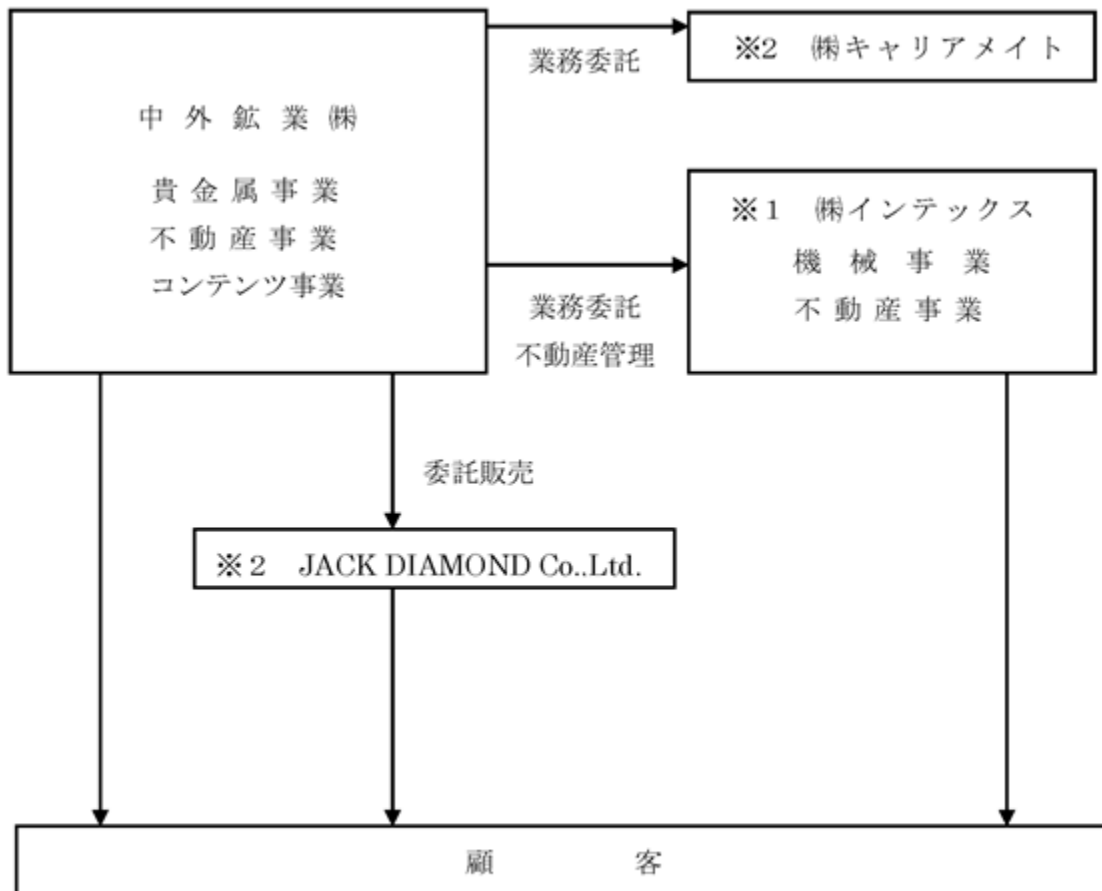 中外鉱業㈱
貴金属事業
不動産事業
コンテンツ事業
業務委託
※2 ㈱キャリアメイト
※1 ㈱インテックス
機械事業
不動産事業
業務委託
不動産管理
委託販売
※2 JACK DIAMOND Co.,Ltd.
顧客